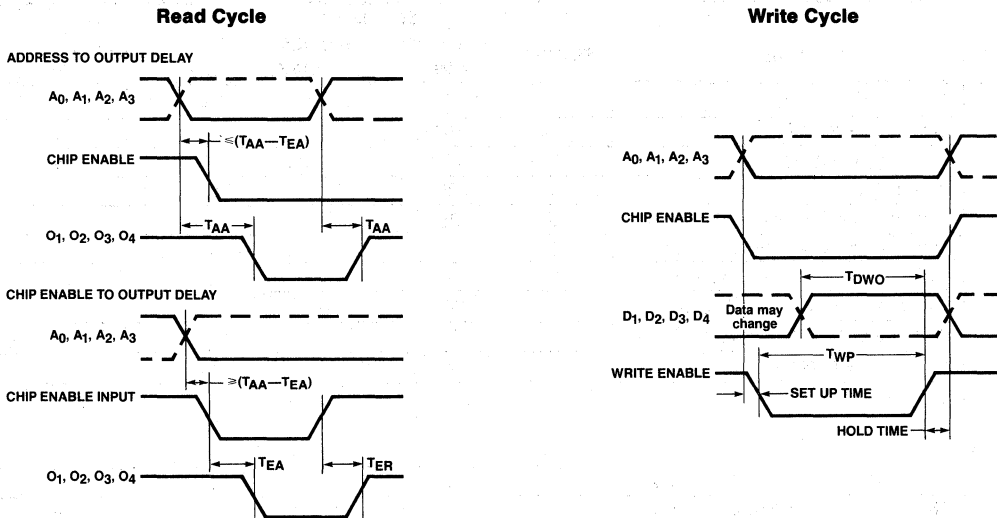 Read Cycle
ADDRESS TO OUTPUT DELAY
A0, A1, A2, A3
≤(TAA—TEA)
CHIP ENABLE
TAA
TAA
O1, O2, O3, O4
CHIP ENABLE TO OUTPUT DELAY
A0, A1, A2, A3
≥(TAA—TEA)
CHIP ENABLE INPUT
TEA
TER
O1, O2, O3, O4
Write Cycle
A0, A1, A2, A3
CHIP ENABLE
TDWO
D1, D2, D3, D4
Data may
change
TWP
WRITE ENABLE
SET UP TIME
HOLD TIME